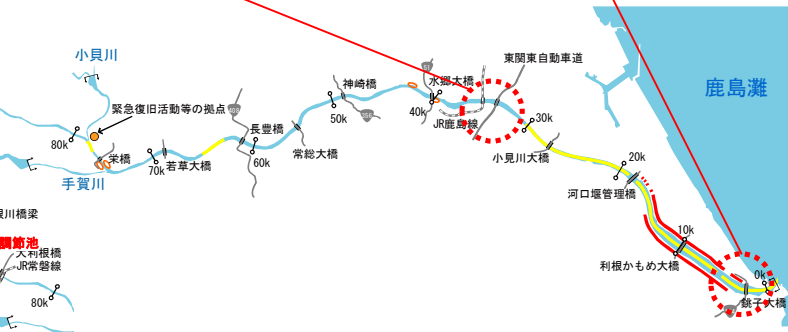 小貝川
東関東自動車道
水郷大橋
51
鹿島灘
神崎橋
緊急復旧活動等の拠点
40k
JR鹿島線
30k
408
長豊橋
50k
356
80k
栄橋
常総大橋
小見川大橋
20k
60k
70k
若草大橋
手賀川
河口堰管理橋
根川橋梁
10k
調節池
大利根橋
JR常磐線
利根かもめ大橋
0k
80k
銚子大橋